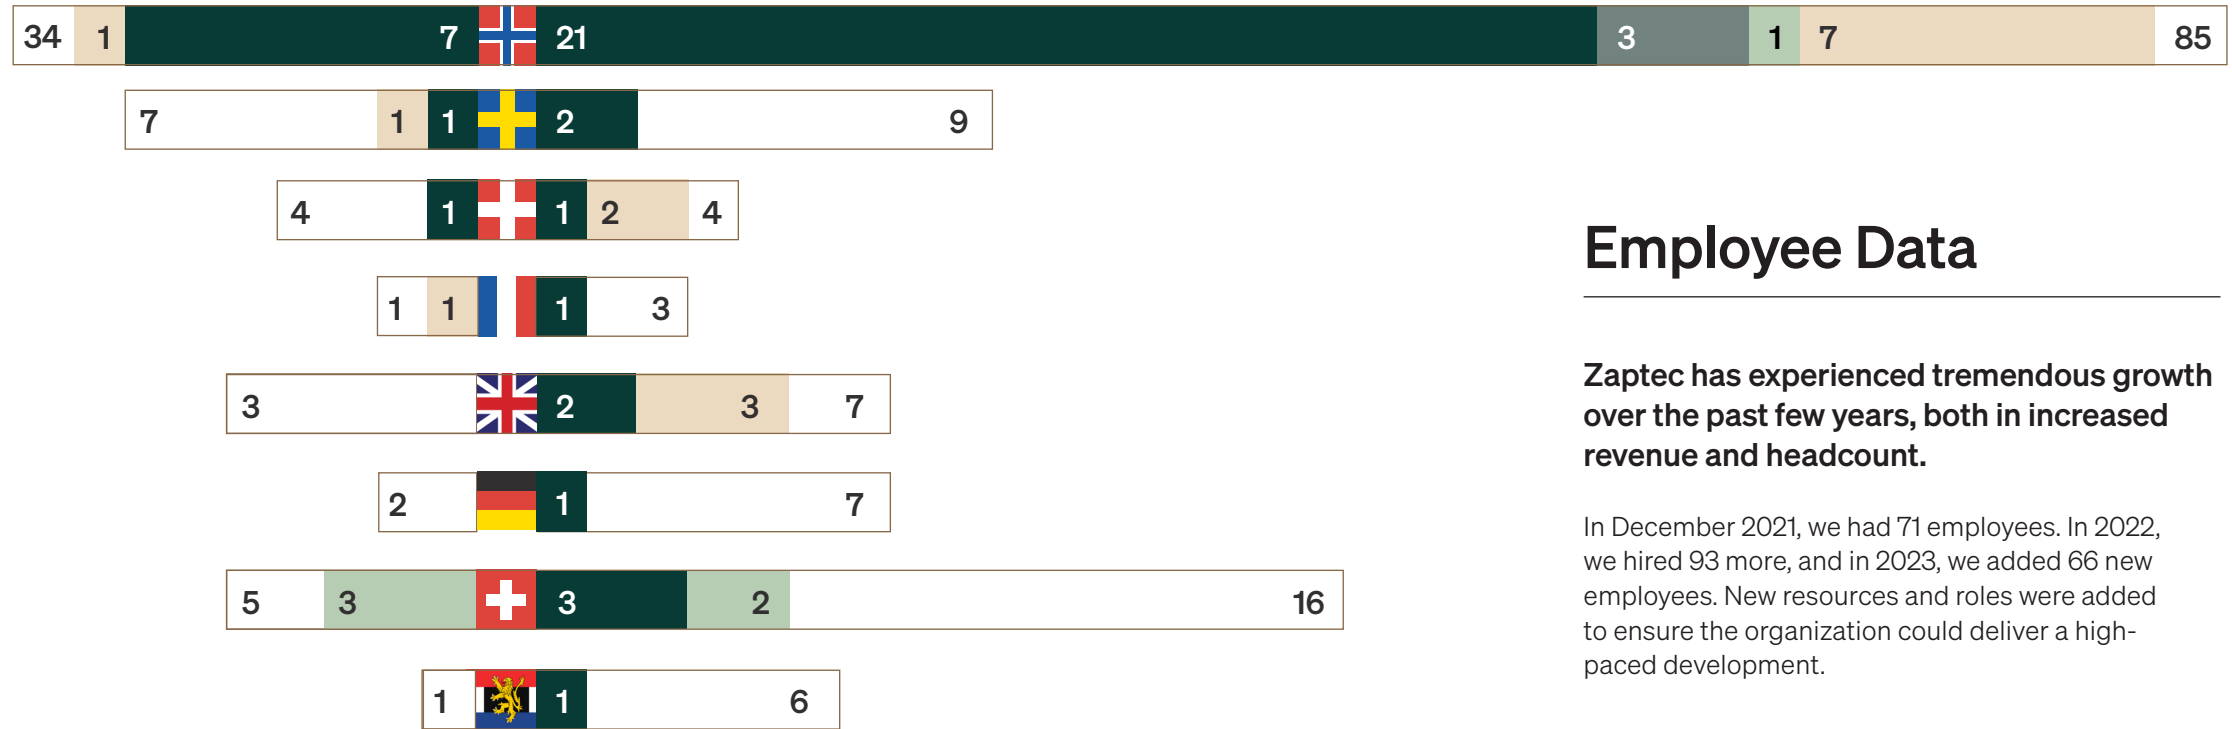 34 1 7 21 3 1 7 85
7 1 1 2 9
4 1 1 2 4
1 1 1 3
3 2 3 7
2 1 7
5 3 3 2 16
1 1 6
Employee Data
Zaptec has experienced tremendous growth
over the past few years, both in increased
revenue and headcount.
In December 2021, we had 71 employees. In 2022,
we hired 93 more, and in 2023, we added 66 new
employees. New resources and roles were added
to ensure the organization could deliver a high-
paced development.